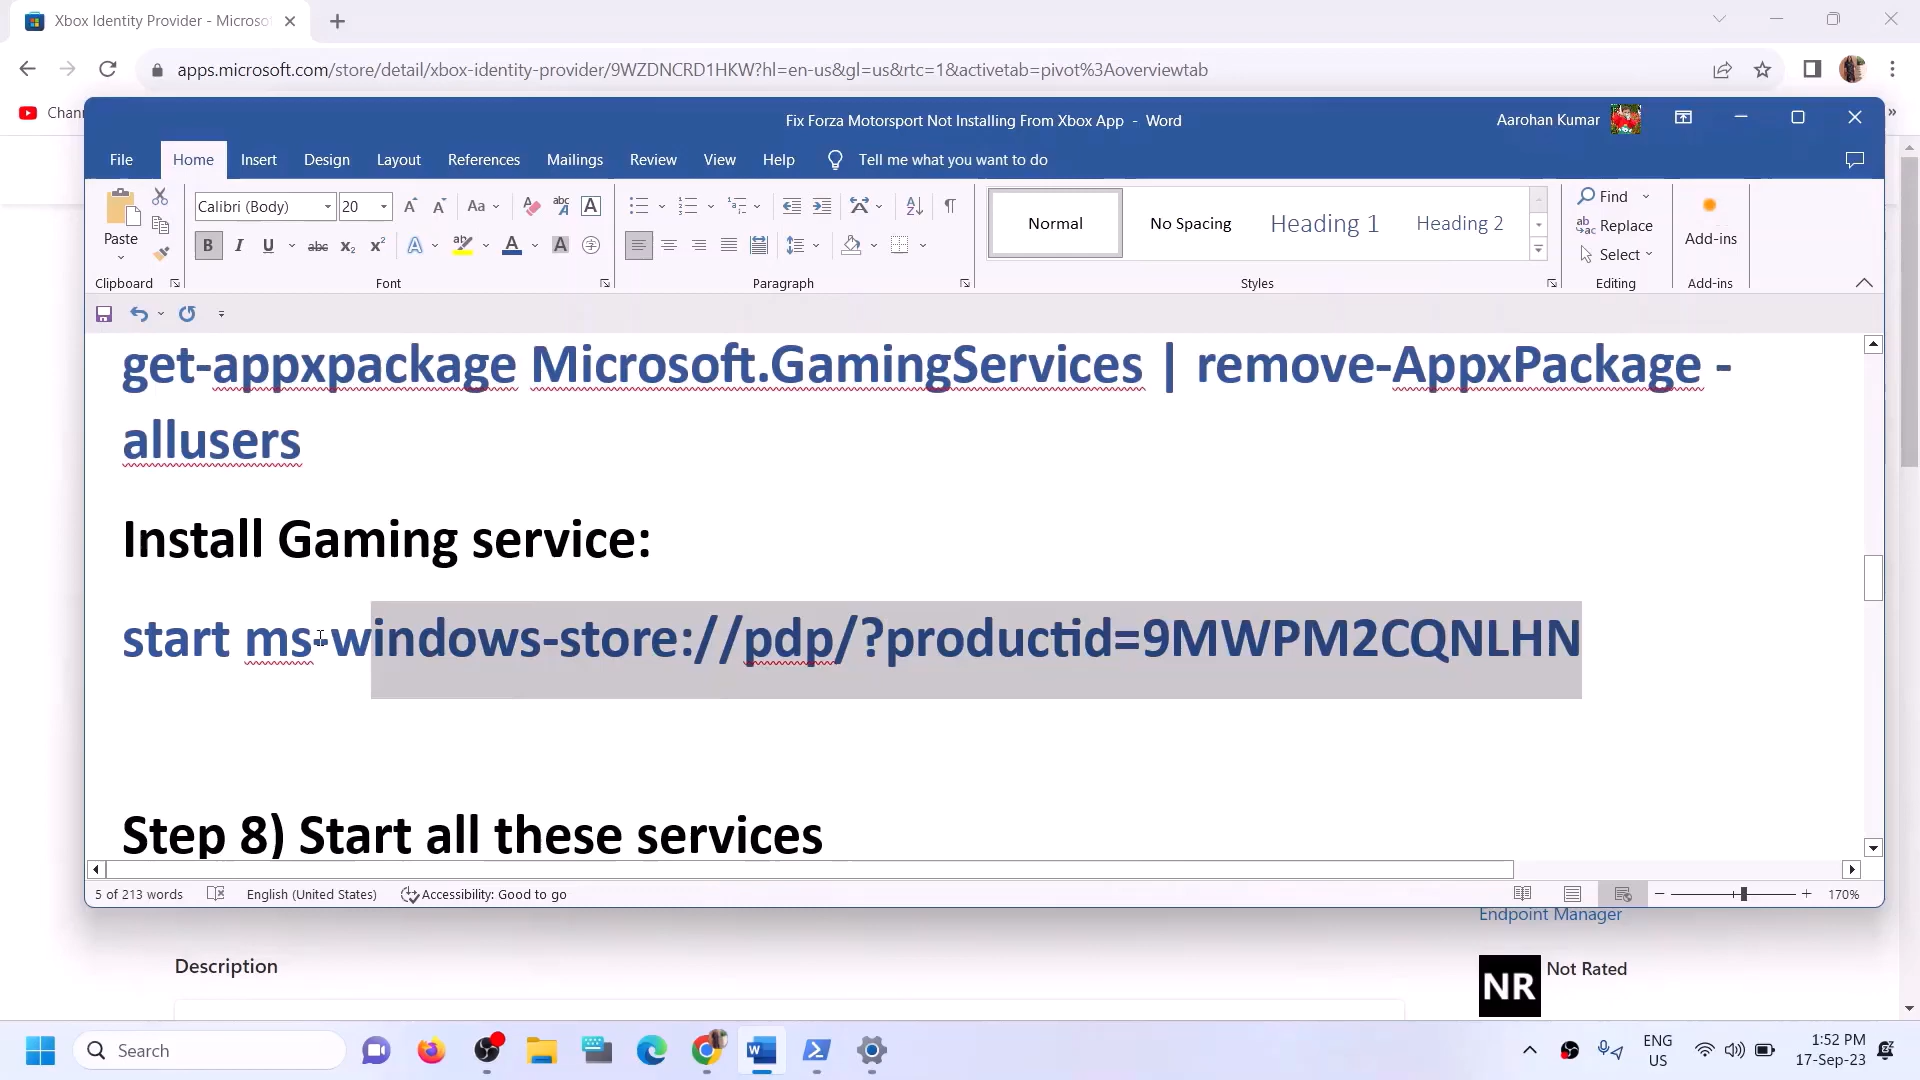 Xbox Identity Provider - Microso
apps.microsoft.com/store/detail/xbox-identity-provider/9WZDNCRD1HKW?hl=en-us&gl=us&rtc=1&activetab=pivot%3Aoverviewtab
Chann
Fix Forza Motorsport Not Installing From Xbox App - Word
Aarohan Kumar
File Home Insert Design Layout References Mailings Review View Help Tell me what you want to do
Paste
Calibri (Body) 20
Normal No Spacing Heading 1 Heading 2
Find
Replace
Select
Add-ins
Clipboard Font Paragraph Styles Editing Add-ins
get-appxpackage Microsoft.GamingServices | remove-AppxPackage -
allusers
Install Gaming service:
start ms-windows-store://pdp/?productid=9MWPM2CQNLHN
Step 8) Start all these services
5 of 213 words English (United States) Accessibility: Good to go 170%
Endpoint Manager
Description
NR Not Rated
Search
ENG
US
1:52 PM
17-Sep-23